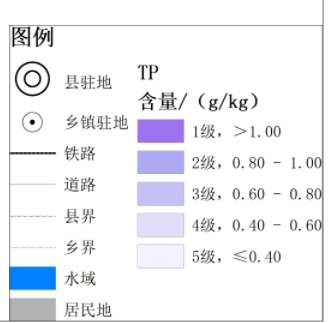 图例
县驻地
乡镇驻地
铁路
道路
县界
乡界
水域
居民地
TP
含量/（g/kg）
1级，＞1.00
2级，0.80 - 1.00
3级，0.60 - 0.80
4级，0.40 - 0.60
5级，≤0.40